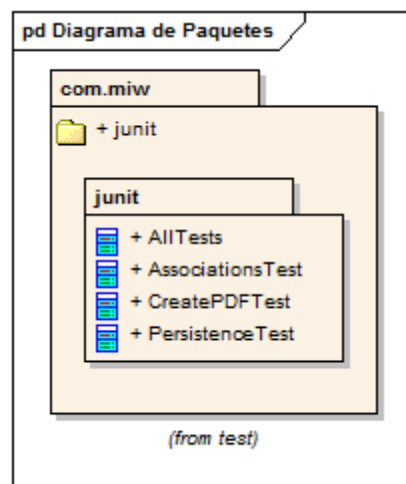 pd Diagrama de Paquetes
com.miw
+ junit
junit
+ AllTests
+ AssociationsTest
+ CreatePDFTest
+ PersistenceTest
(from test)